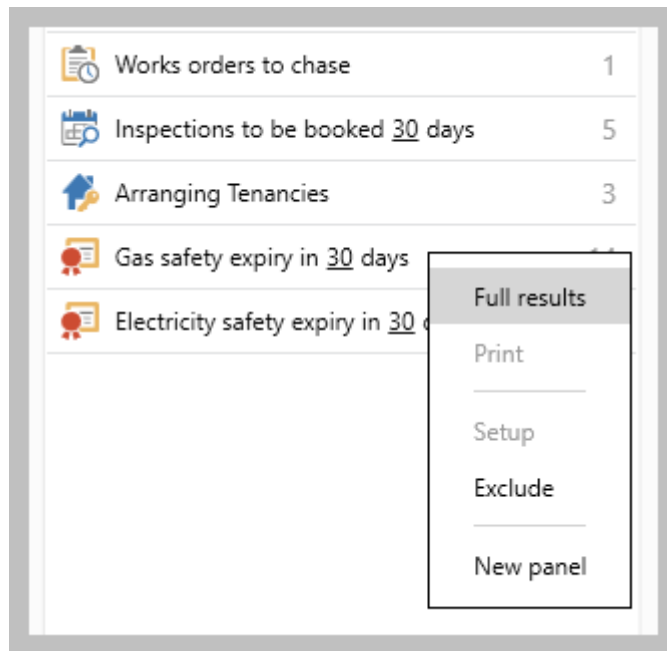 Works orders to chase 1
Inspections to be booked 30 days 5
Arranging Tenancies 3
Gas safety expiry in 30 days
Electricity safety expiry in 30
Full results
Print
Setup
Exclude
New panel